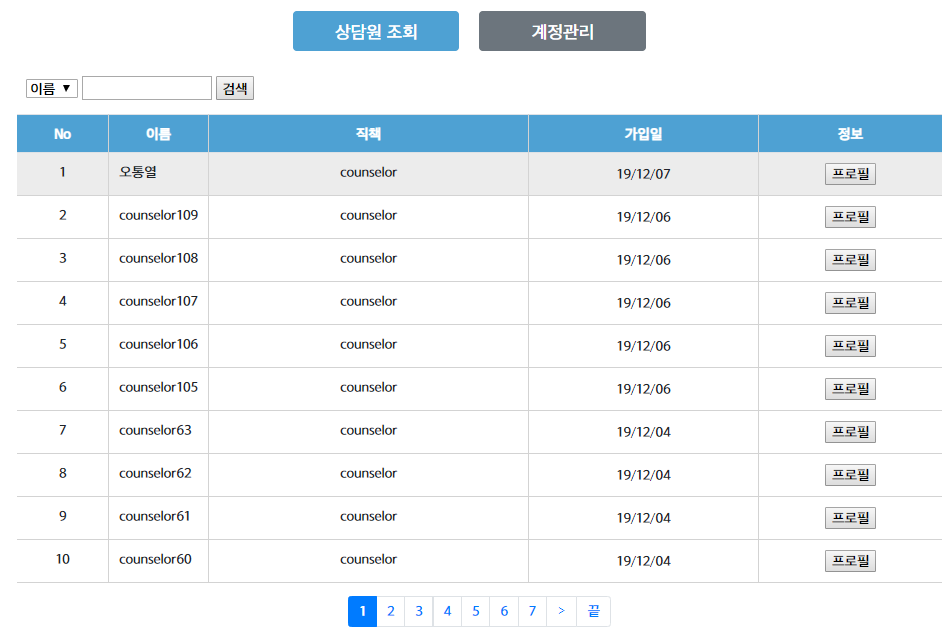 상담원 조회 계정관리
이름 ▼ 검색
No 이름 직책 가입일 정보
1 오통열 counselor 19/12/07 프로필
2 counselor109 counselor 19/12/06 프로필
3 counselor108 counselor 19/12/06 프로필
4 counselor107 counselor 19/12/06 프로필
5 counselor106 counselor 19/12/06 프로필
6 counselor105 counselor 19/12/06 프로필
7 counselor63 counselor 19/12/04 프로필
8 counselor62 counselor 19/12/04 프로필
9 counselor61 counselor 19/12/04 프로필
10 counselor60 counselor 19/12/04 프로필
1 2 3 4 5 6 7 > 끝